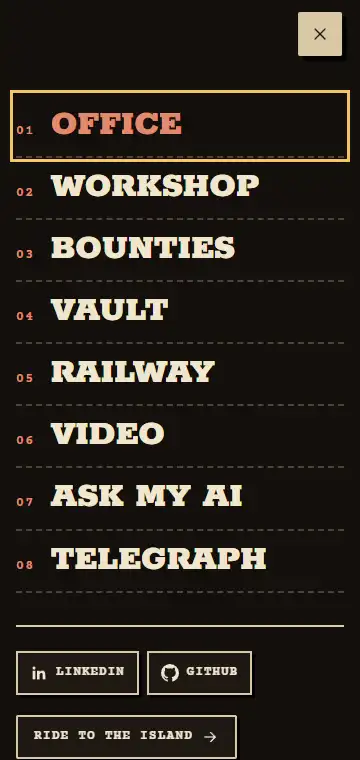 01 OFFICE
02 WORKSHOP
03 BOUNTIES
04 VAULT
05 RAILWAY
06 VIDEO
07 ASK MY AI
08 TELEGRAPH
in LINKEDIN GITHUB
RIDE TO THE ISLAND →